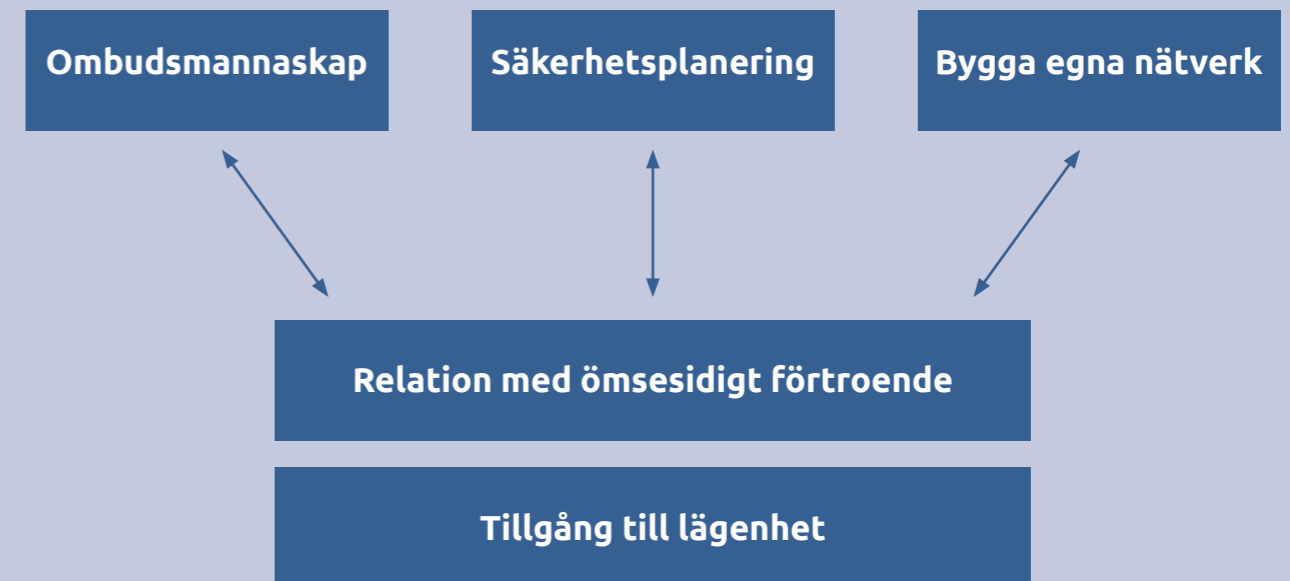 Ombudsmannaskap
Säkerhetsplanering
Bygga egna nätverk
Relation med ömsesidigt förtroende
Tillgång till lägenhet